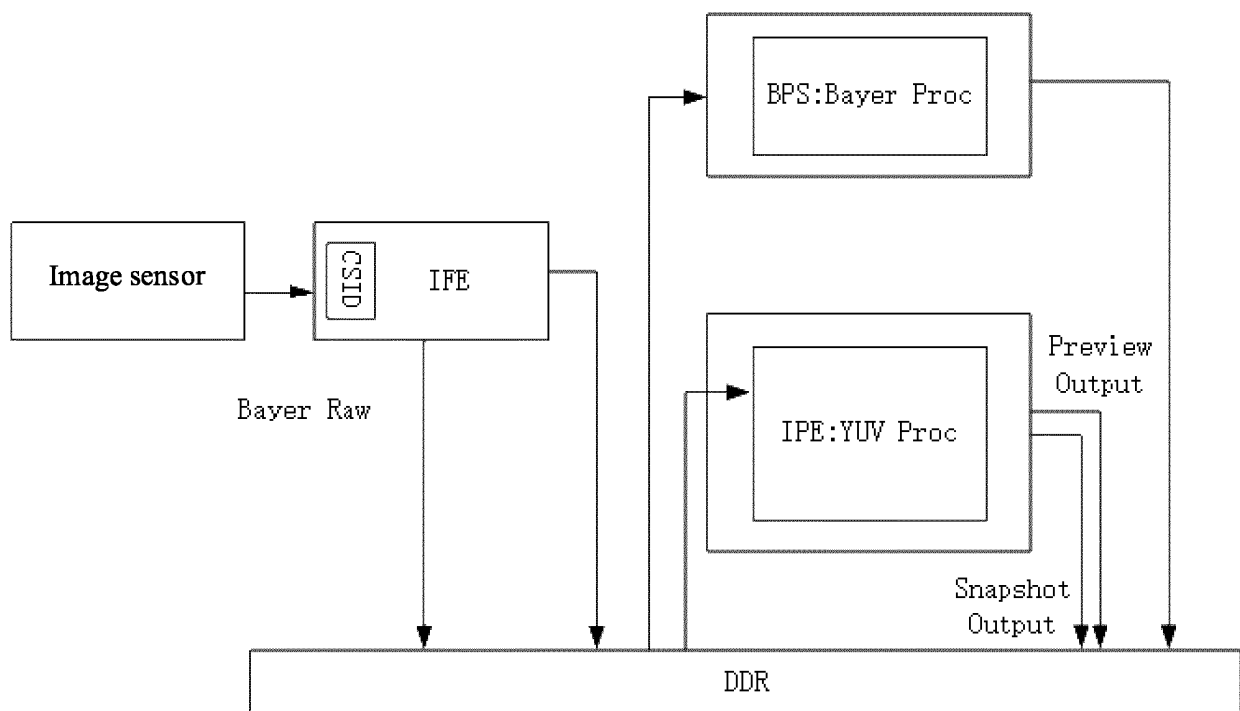 BPS:Bayer Proc
Image sensor
CSID
IFE
Preview
Output
Bayer Raw
IPE:YUV Proc
Snapshot
Output
DDR